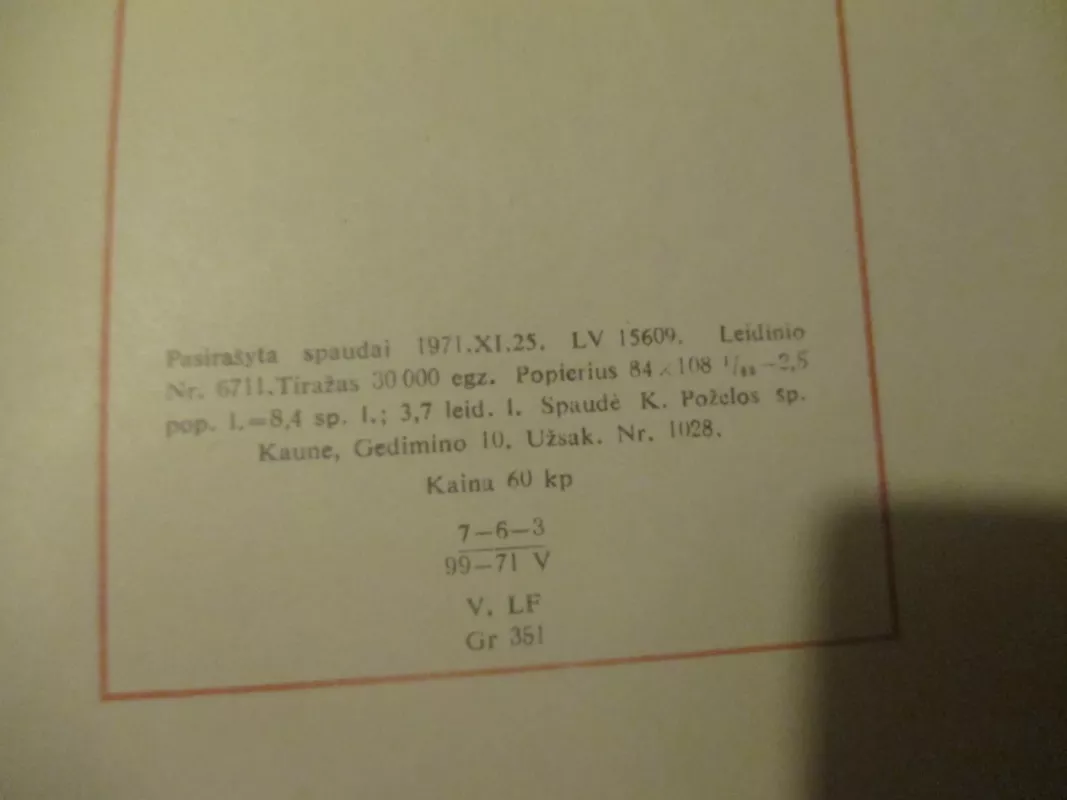 Pasirašyta spaudai 1971.XI.25. LV 15609. Leidinio
Nr. 6711. Tiražas 30 000 egz. Popierius 84×108 –2,5
pop. l.=8,4 sp. l.; 3,7 leid. l. Spaudė K. Poželos sp.
Kaune, Gedimino 10. Užsak. Nr. 1028.
Kaina 60 kp
7—6—3
99—71 V
V. LF
Gr 351